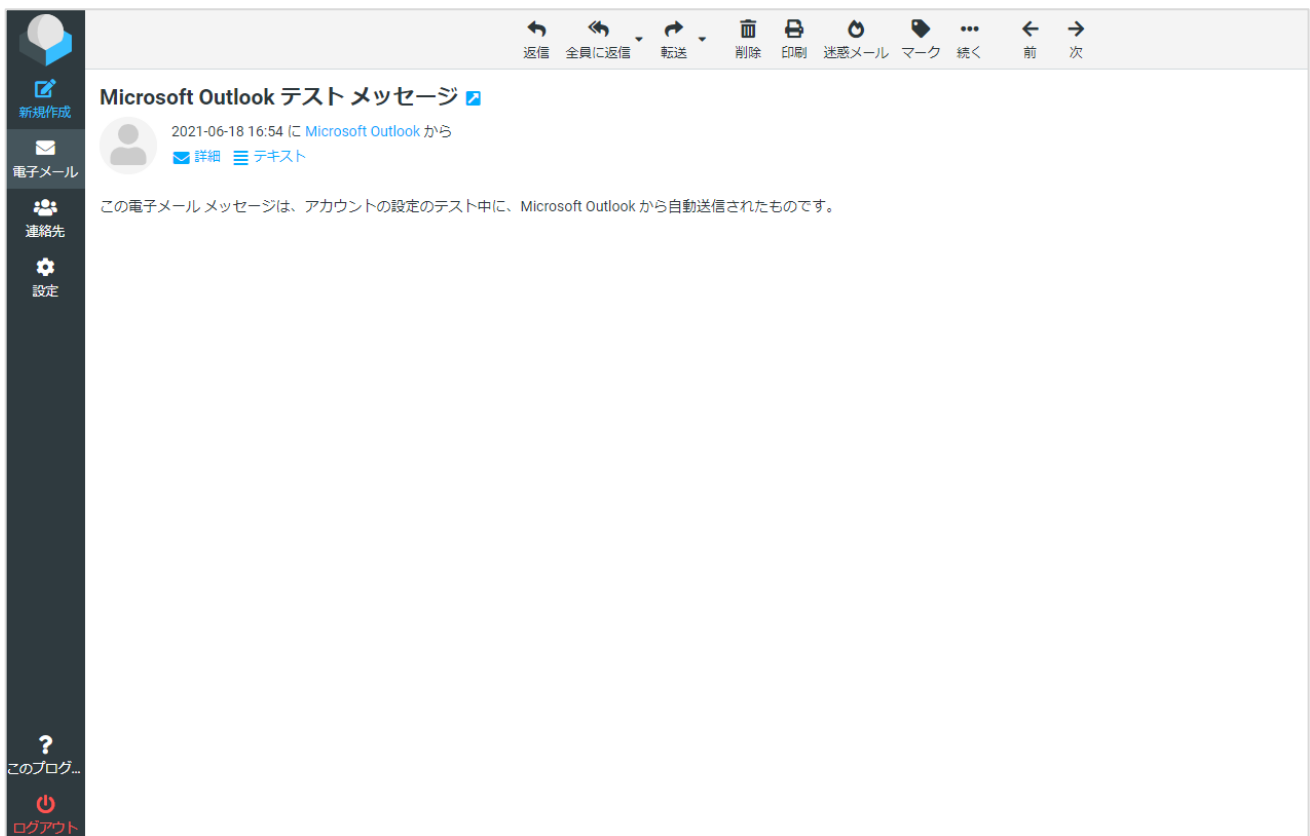 返信 全員に返信 転送 削除 印刷 迷惑メール マーク 続く 前 次
新規作成
電子メール
連絡先
設定
Microsoft Outlook テスト メッセージ
2021-06-18 16:54 に Microsoft Outlook から
詳細 テキスト
この電子メール メッセージは、アカウントの設定のテスト中に、Microsoft Outlook から自動送信されたものです。
このプログ...
ログアウト